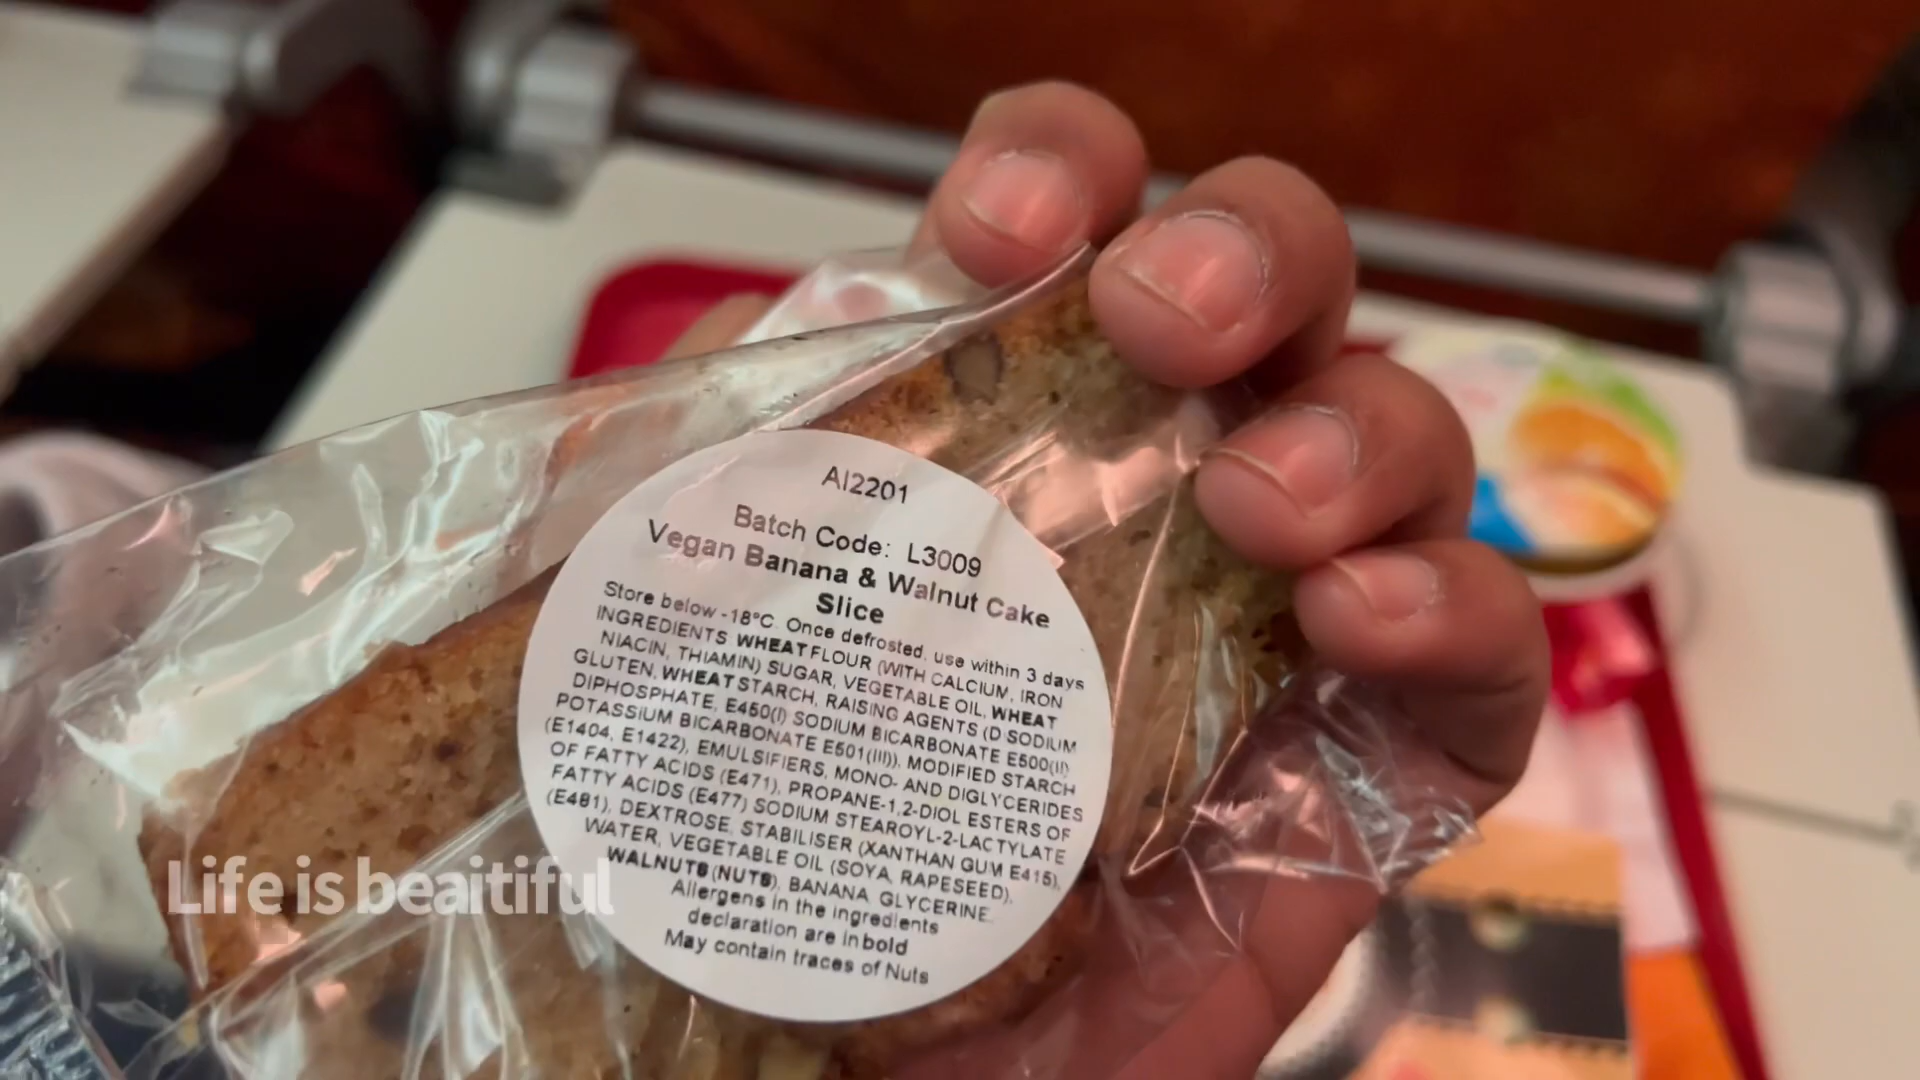 AI2201
Batch Code: L3009
Vegan Banana & Walnut Cake
Slice
Store below -18°C. Once defrosted, use within 3 days
INGREDIENTS WHEAT FLOUR (WITH CALCIUM, IRON
NIACIN, THIAMIN) SUGAR, VEGETABLE OIL, WHEAT
GLUTEN, WHEAT STARCH, RAISING AGENTS (DISODIUM
DIPHOSPHATE, E450(I) SODIUM BICARBONATE E500(II)
POTASSIUM BICARBONATE E501(III)), MODIFIED STARCH
(E1404, E1422), EMULSIFIERS, MONO- AND DIGLYCERIDES
OF FATTY ACIDS (E471), PROPANE-1,2-DIOL ESTERS OF
FATTY ACIDS (E477) SODIUM STEAROYL-2-LACTYLATE
(E481), DEXTROSE, STABILISER (XANTHAN GUM E415),
WATER, VEGETABLE OIL (SOYA, RAPESEED),
WALNUTS (NUTS), BANANA, GLYCERINE.
Allergens in the ingredients
declaration are in bold
May contain traces of Nuts
Life is beaitiful